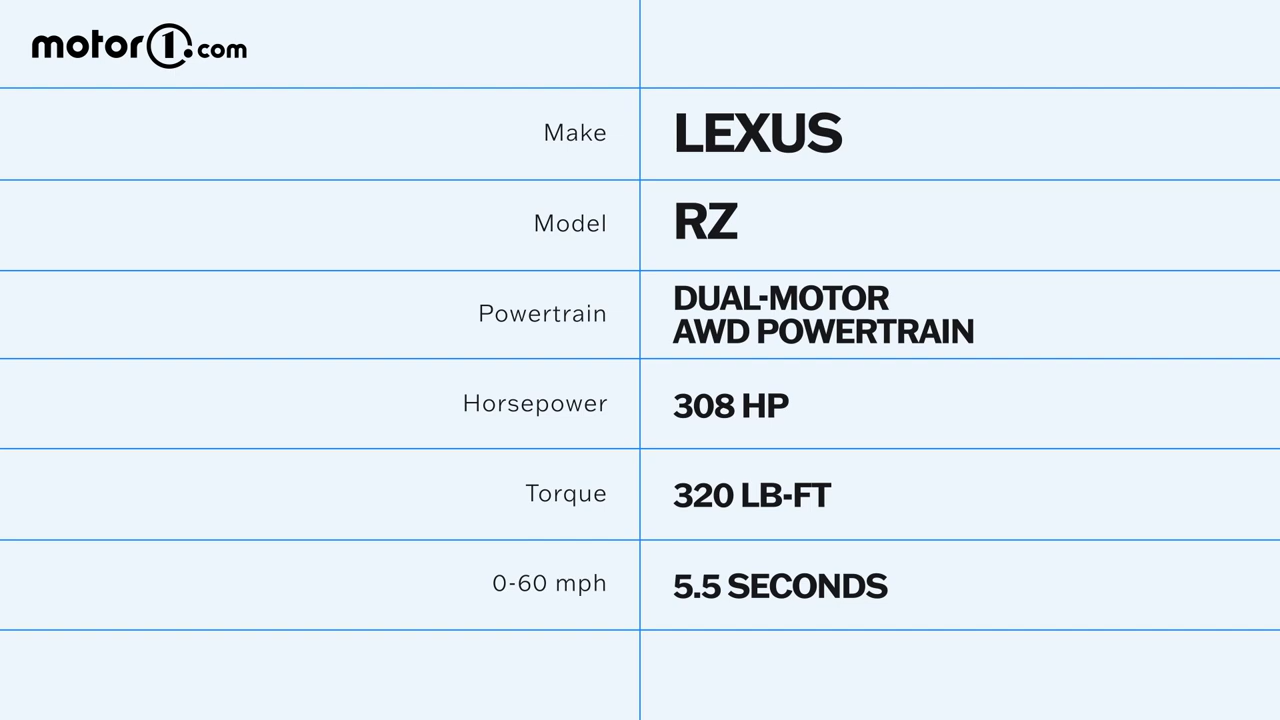 motor1.com
Make
LEXUS
Model
RZ
Powertrain
DUAL-MOTOR
AWD POWERTRAIN
Horsepower
308 HP
Torque
320 LB-FT
0-60 mph
5.5 SECONDS